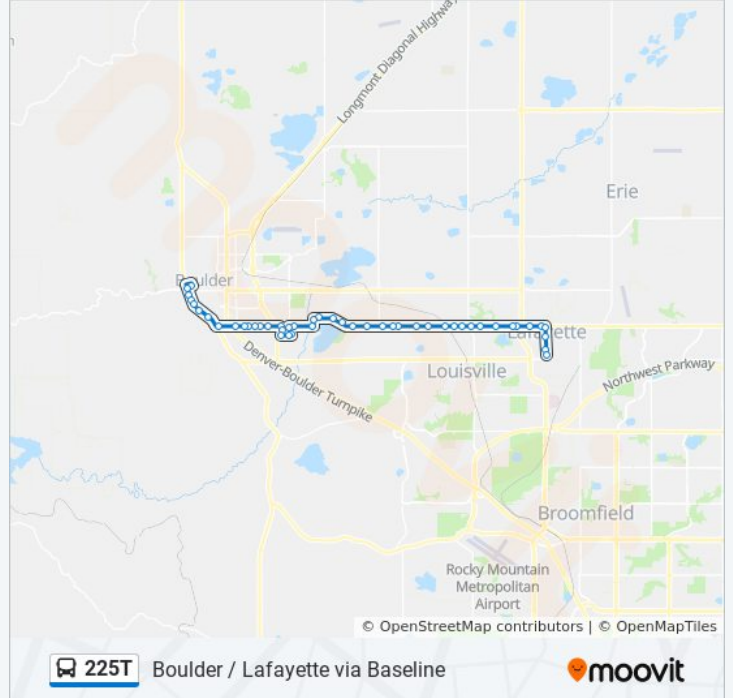 Longmont Diagonal Highway
Erie
Boulder
Lafayette
Denver-Boulder Turnpike
Louisville
Northwest Parkway
Broomfield
Rocky Mountain
Metropolitan
Airport
© OpenStreetMap contributors | © OpenMapTiles
225T Boulder / Lafayette via Baseline moovit